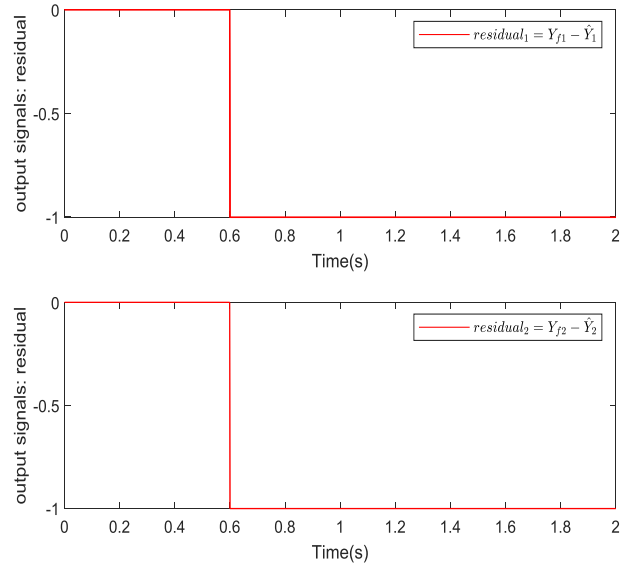 0
-0.5
-1
output signals: residual
residual₁ = Y_f1 − Ŷ₁
0 0.2 0.4 0.6 0.8 1 1.2 1.4 1.6 1.8 2
Time(s)
0
-0.5
-1
output signals: residual
residual₂ = Y_f2 − Ŷ₂
0 0.2 0.4 0.6 0.8 1 1.2 1.4 1.6 1.8 2
Time(s)